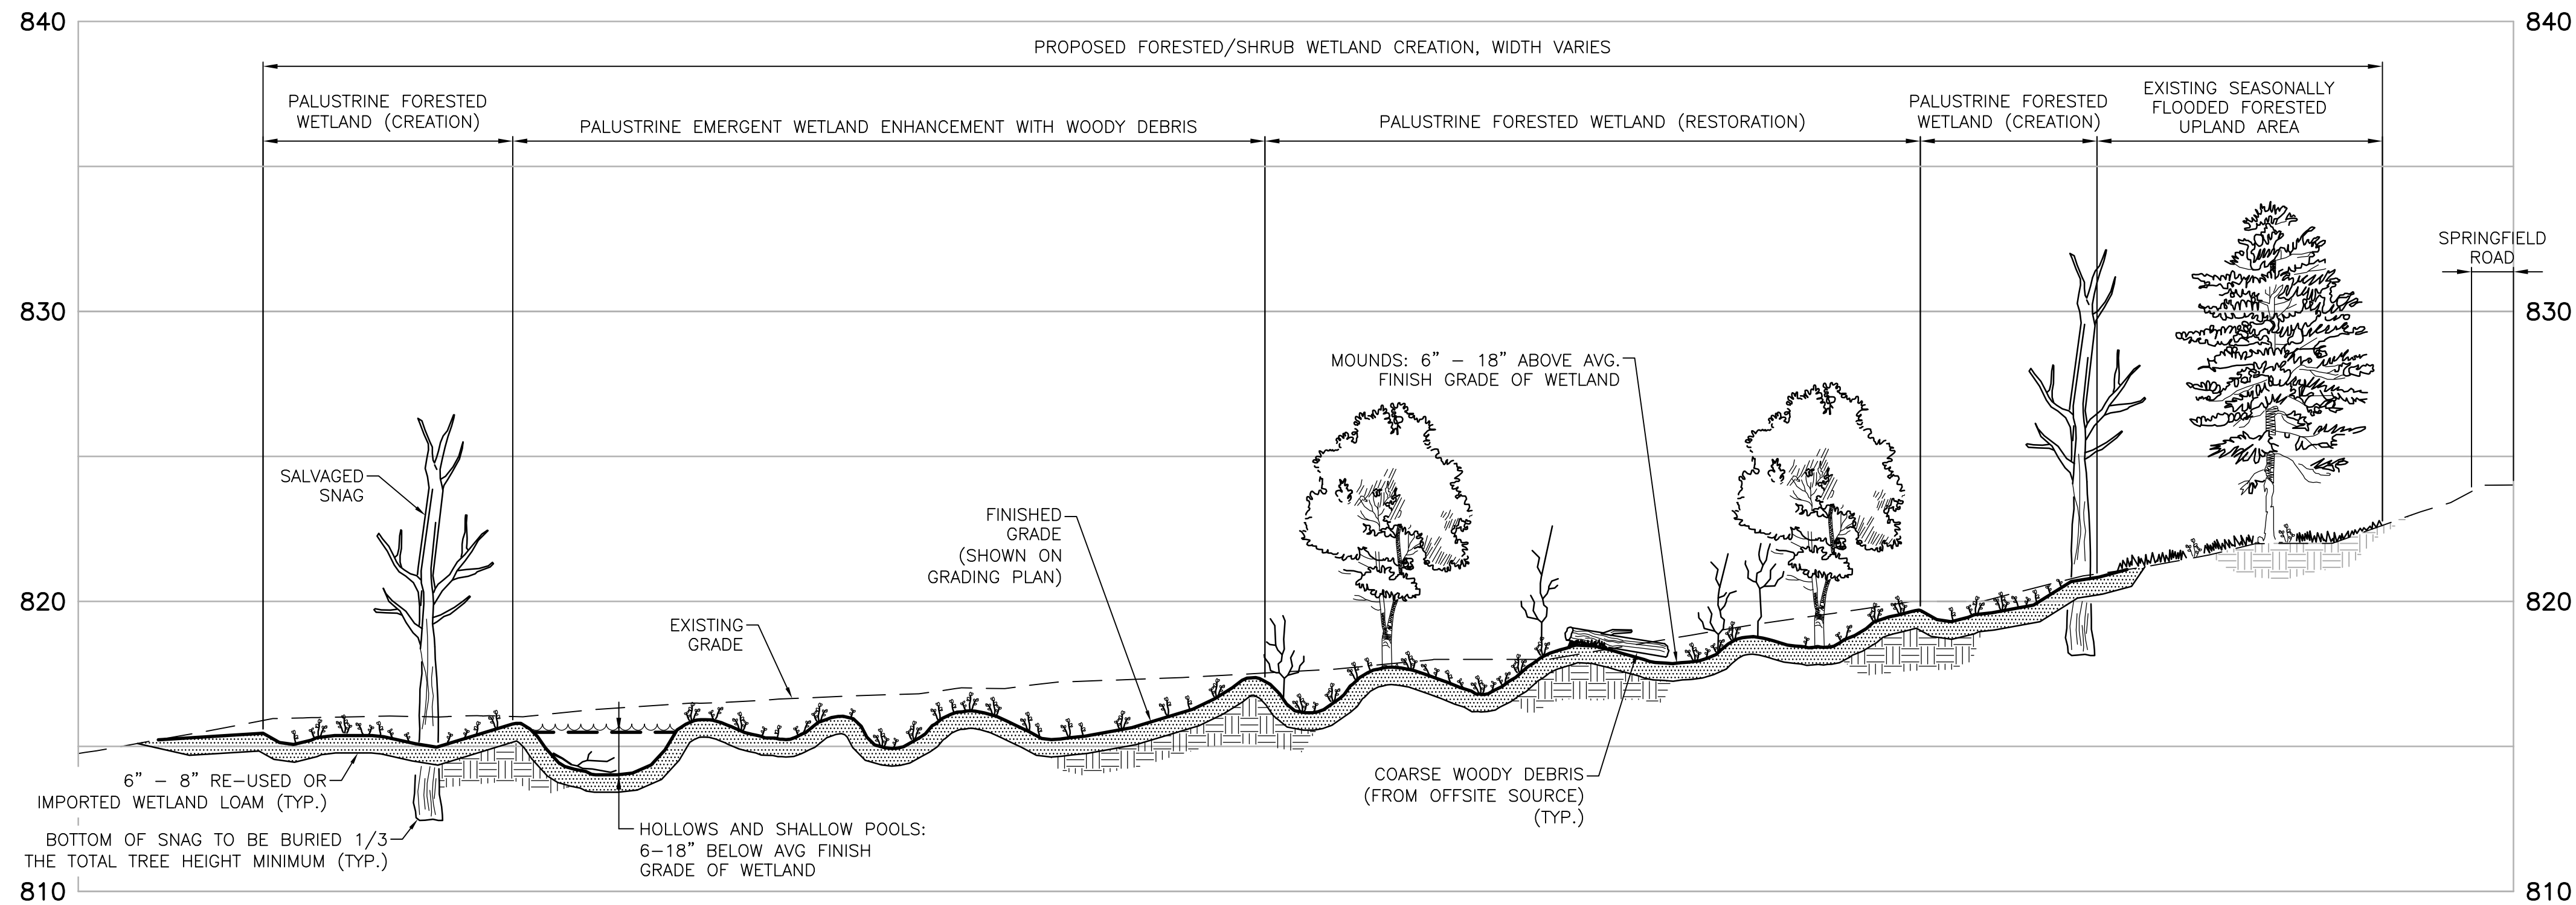 840
840
PROPOSED FORESTED/SHRUB WETLAND CREATION, WIDTH VARIES
PALUSTRINE FORESTED
WETLAND (CREATION)
PALUSTRINE EMERGENT WETLAND ENHANCEMENT WITH WOODY DEBRIS
PALUSTRINE FORESTED WETLAND (RESTORATION)
PALUSTRINE FORESTED
WETLAND (CREATION)
EXISTING SEASONALLY
FLOODED FORESTED
UPLAND AREA
SPRINGFIELD
ROAD
830
830
MOUNDS: 6” – 18” ABOVE AVG.
FINISH GRADE OF WETLAND
SALVAGED
SNAG
FINISHED
GRADE
(SHOWN ON
GRADING PLAN)
EXISTING
GRADE
820
820
6” – 8” RE-USED OR
IMPORTED WETLAND LOAM (TYP.)
BOTTOM OF SNAG TO BE BURIED 1/3
THE TOTAL TREE HEIGHT MINIMUM (TYP.)
HOLLOWS AND SHALLOW POOLS:
6-18” BELOW AVG FINISH
GRADE OF WETLAND
COARSE WOODY DEBRIS
(FROM OFFSITE SOURCE)
(TYP.)
810
810